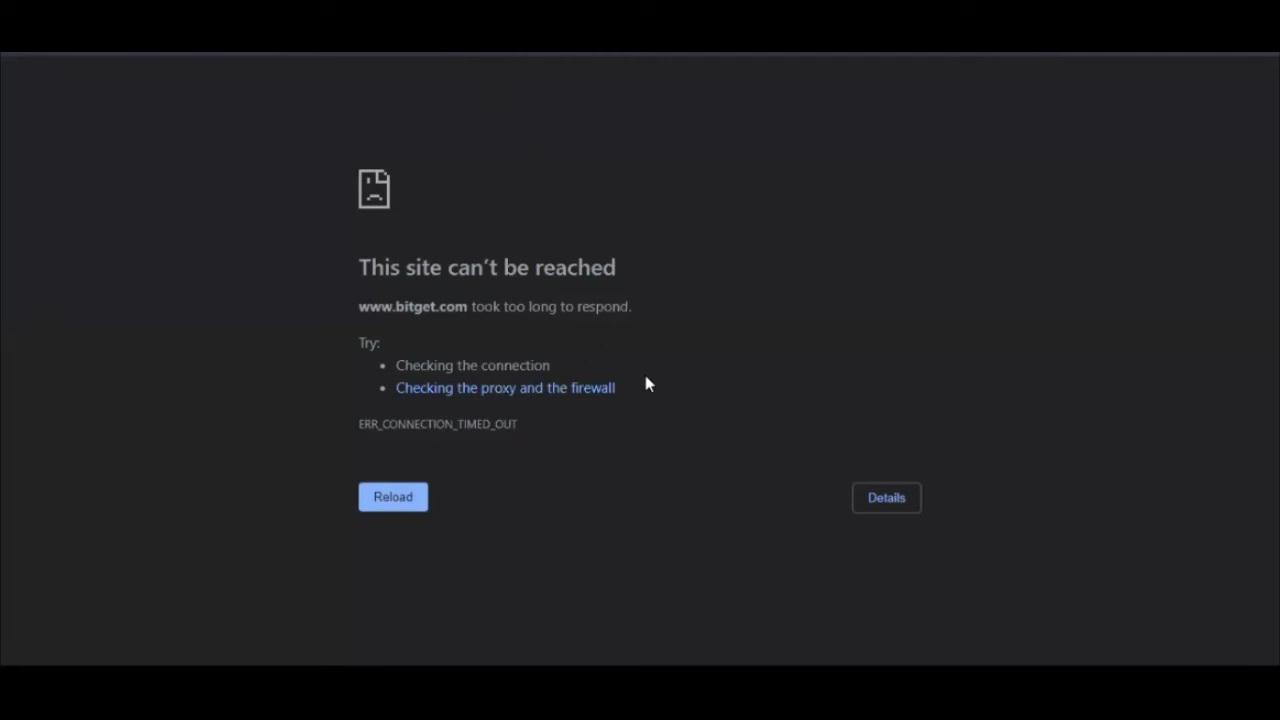 This site can’t be reached
www.bitget.com took too long to respond.
Try:
• Checking the connection
• Checking the proxy and the firewall
ERR_CONNECTION_TIMED_OUT
Reload
Details